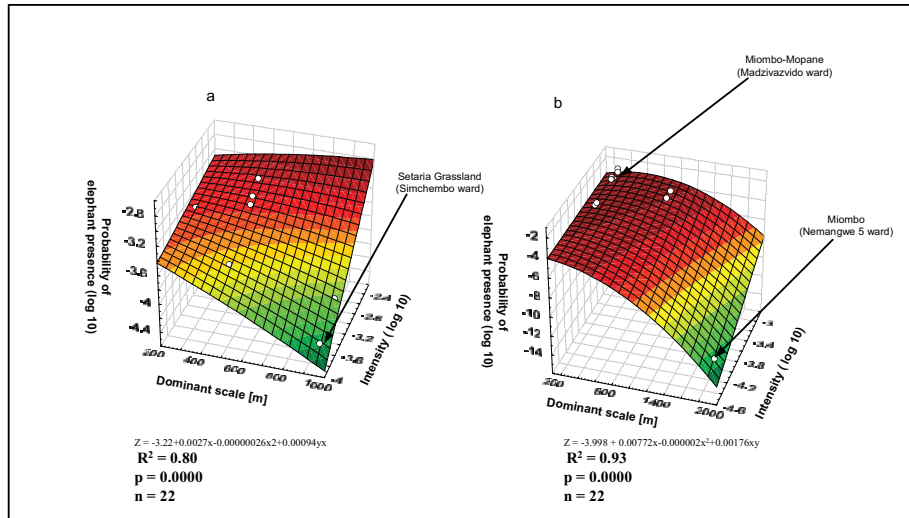 a
b
Miombo-Mopane
(Madzivazvido ward)
Setaria Grassland
(Simchembo ward)
Miombo
(Nemangwe 5 ward)
Probability of
elephant presence (log 10)
-2.8
-3.2
-3.6
-4
-4.4
200
400
600
800
1000
Dominant scale [m]
-2.4
-2.8
-3.2
-3.6
-4
Intensity (log 10)
Probability of
elephant presence (log 10)
-2
-4
-6
-8
-10
-12
-14
200
800
1400
2000
Dominant scale [m]
-3
-3.4
-3.8
-4.2
-4.6
Intensity (log 10)
Z = -3.22+0.0027x-0.00000026x2+0.00094yx
R² = 0.80
p = 0.0000
n = 22
Z = -3.998 + 0.00772x-0.000002x²+0.00176xy
R² = 0.93
p = 0.0000
n = 22